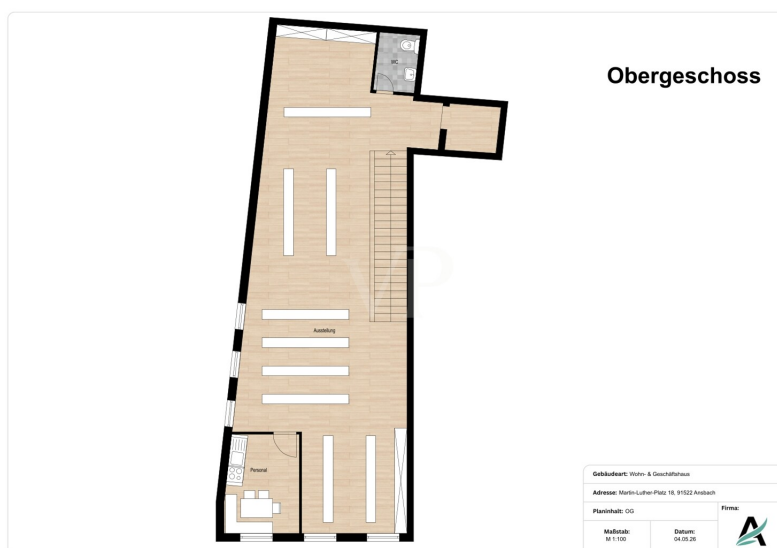 Obergeschoss
WC
VP
Ausstellung
Personal
Gebäudeart: Wohn- & Geschäftshaus
Adresse: Martin-Luther-Platz 18, 91522 Ansbach
Planinhalt: OG
Firma:
Maßstab:
M 1:100
Datum:
04.05.26